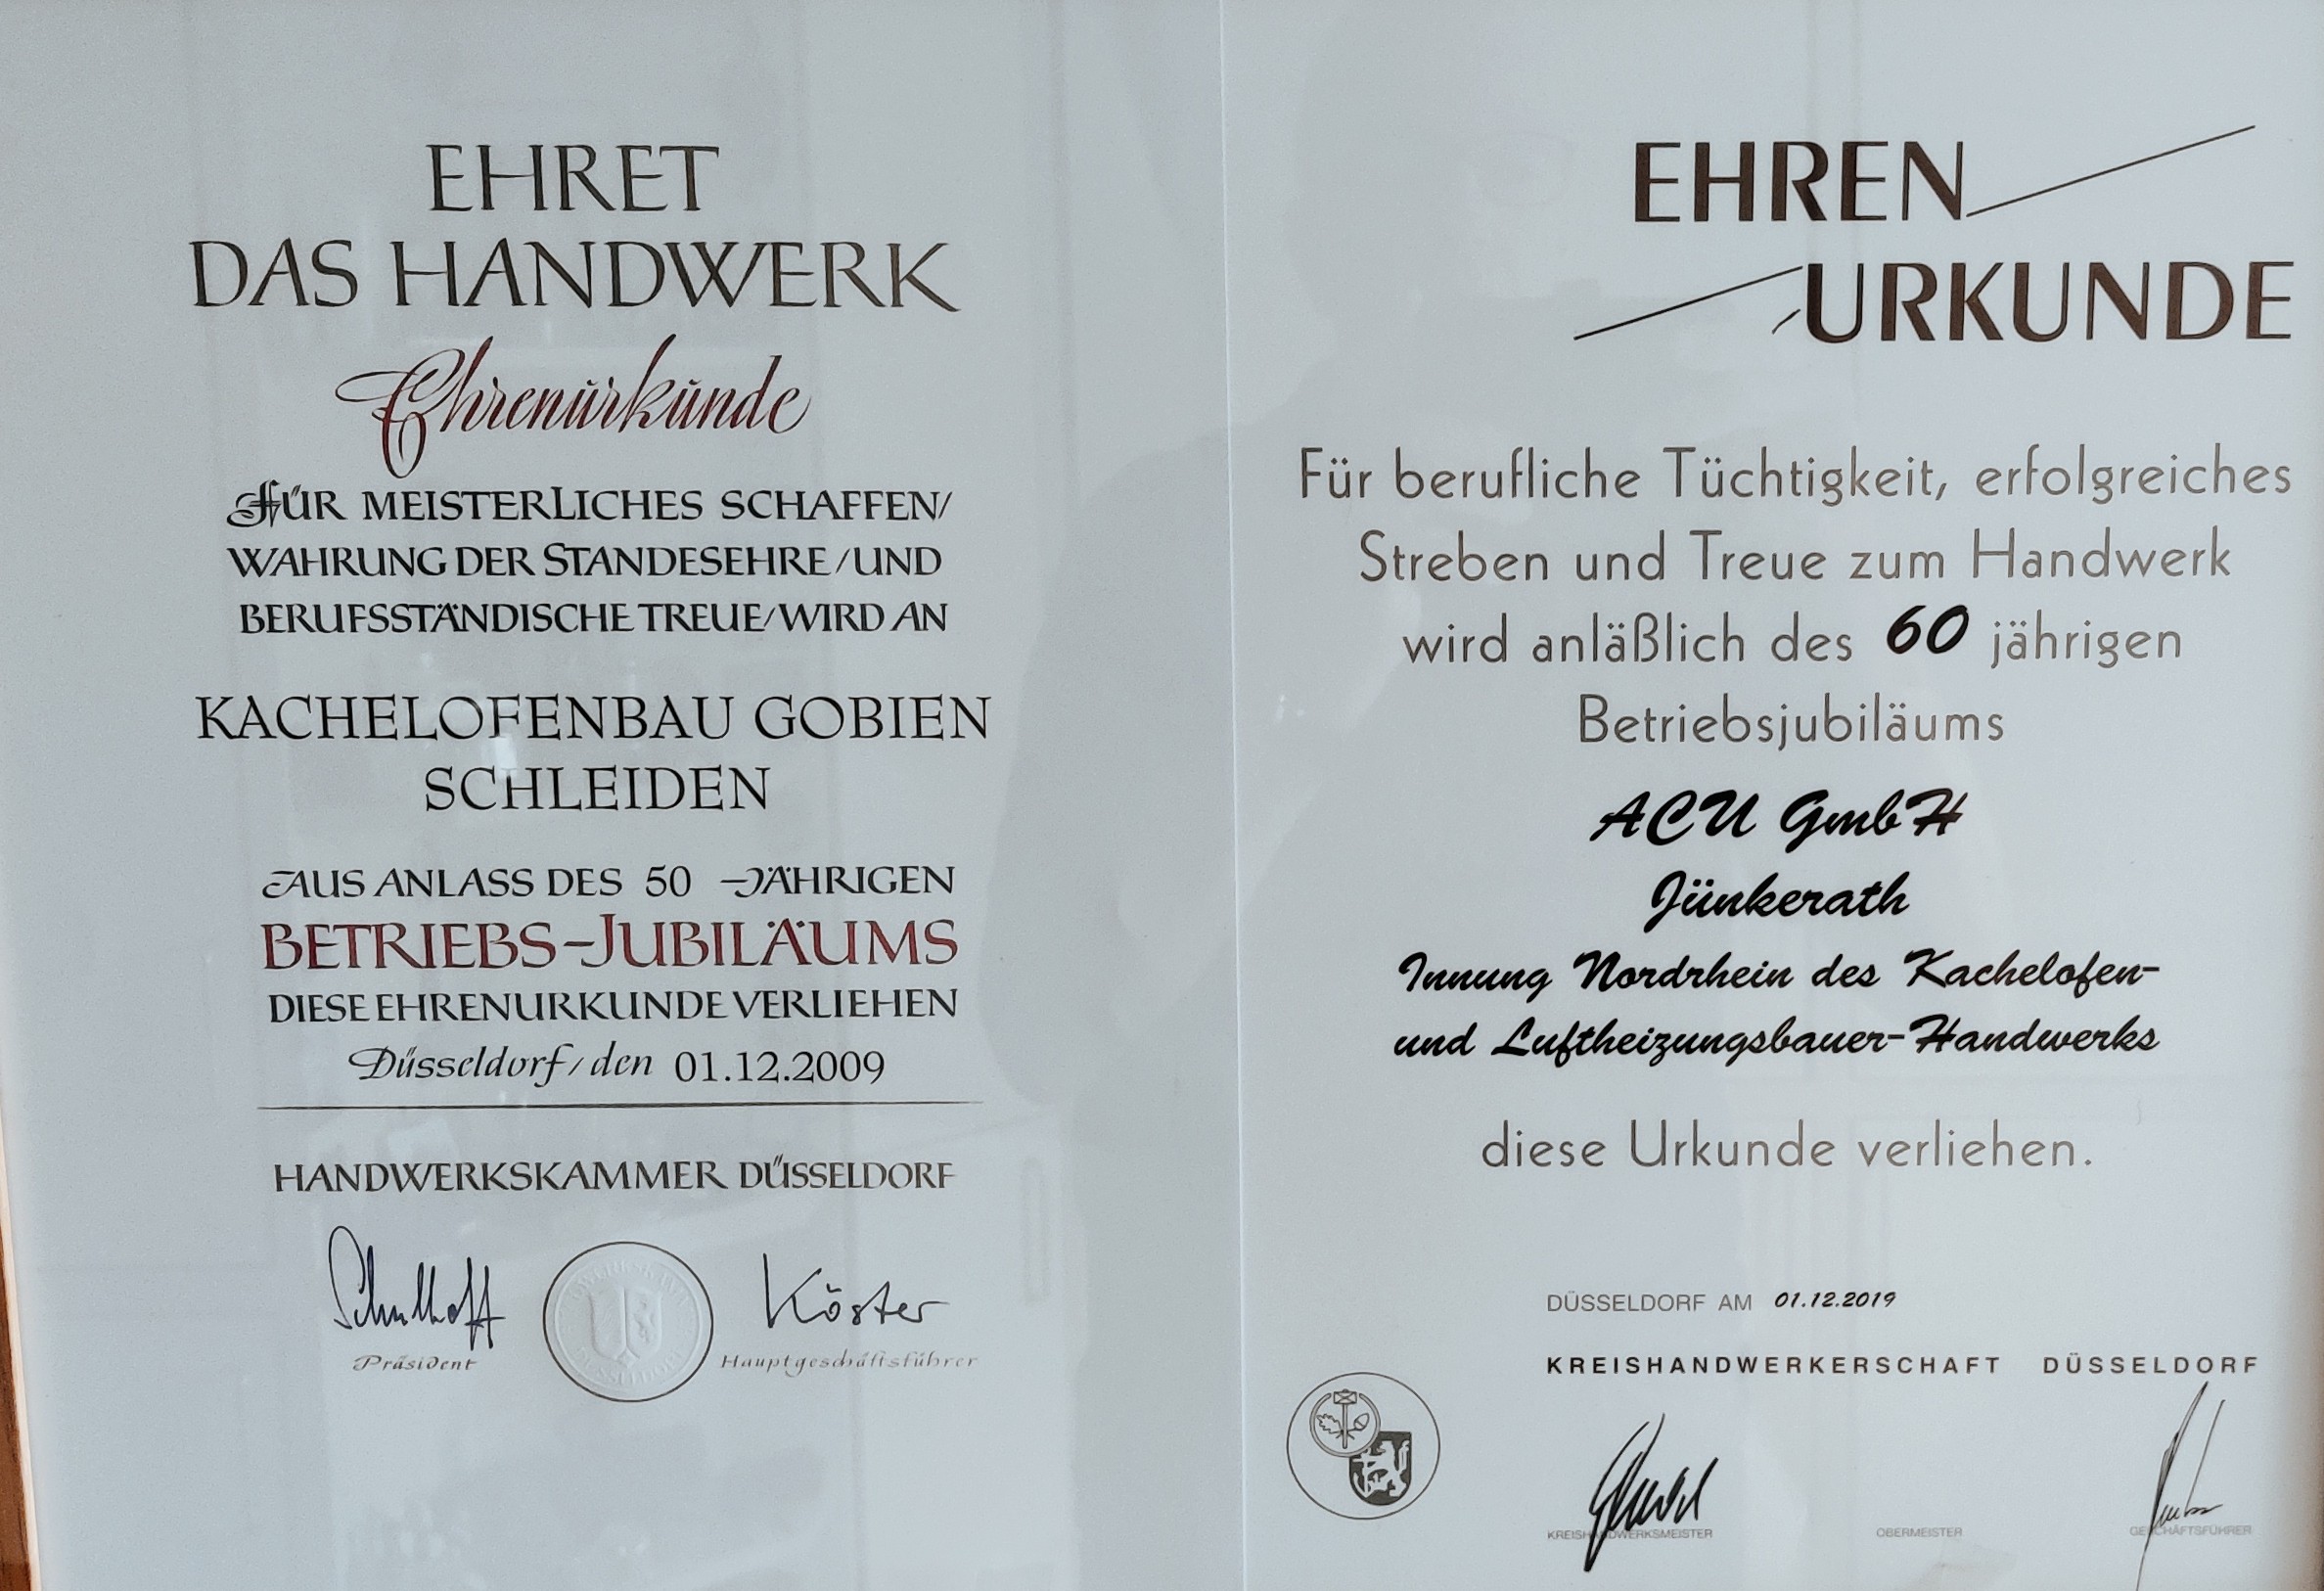 EHRET
DAS HANDWERK
Ehrenurkunde
FÜR MEISTERLICHES SCHAFFEN/
WAHRUNG DER STANDESEHRE/UND
BERUFSSTÄNDISCHE TREUE/WIRD AN
KACHELOFENBAU GOBIEN
SCHLEIDEN
AUS ANLASS DES 50 -JÄHRIGEN
BETRIEBS-JUBILÄUMS
DIESE EHRENURKUNDE VERLIEHEN
Düsseldorf/den 01.12.2009
HANDWERKSKAMMER DÜSSELDORF
Schulhoff
Köster
Präsident
Hauptgeschäftsführer
EHREN
URKUNDE
Für berufliche Tüchtigkeit, erfolgreiches
Streben und Treue zum Handwerk
wird anläßlich des 60 jährigen
Betriebsjubiläums
ACU GmbH
Jünkerath
Innung Nordrhein des Kachelofen-
und Luftheizungsbauer-Handwerks
diese Urkunde verliehen.
DÜSSELDORF AM 01.12.2019
KREISHANDWERKERSCHAFT DÜSSELDORF
KREISHANDWERKSMEISTER
OBERMEISTER
GESCHÄFTSFÜHRER